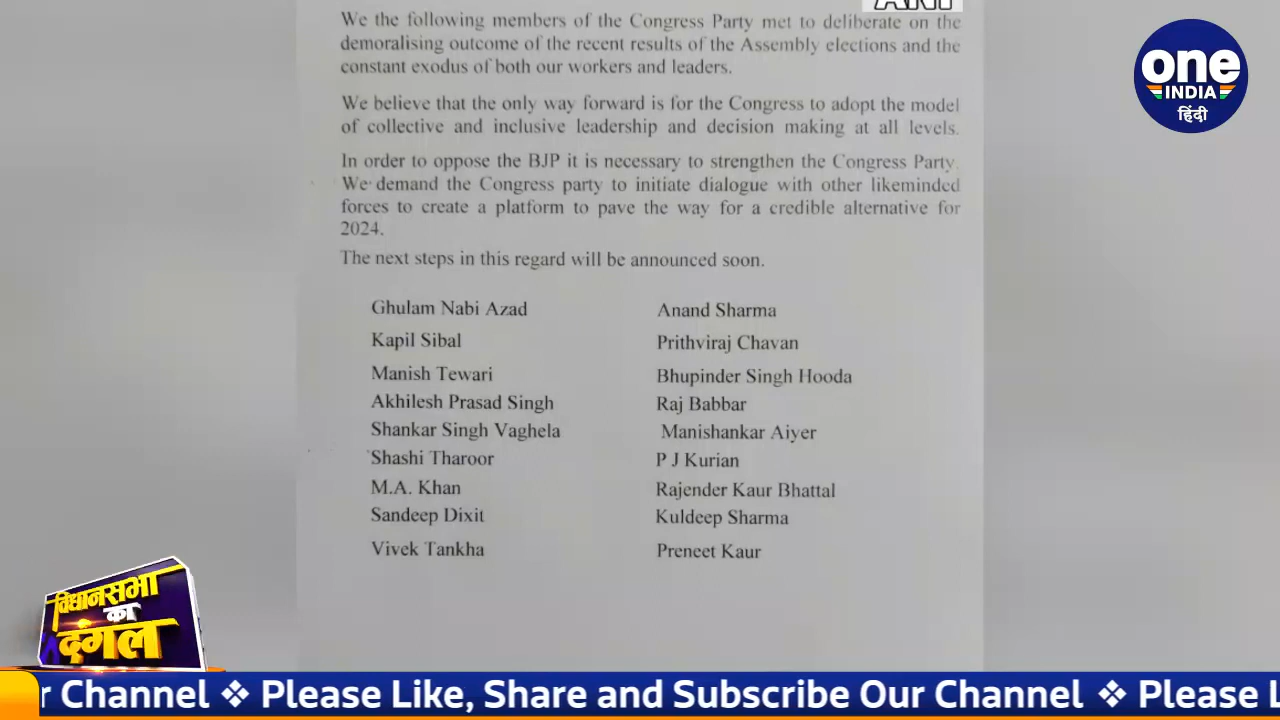 ANI
We the following members of the Congress Party met to deliberate on the
demoralising outcome of the recent results of the Assembly elections and the
constant exodus of both our workers and leaders.
We believe that the only way forward is for the Congress to adopt the model
of collective and inclusive leadership and decision making at all levels.
In order to oppose the BJP it is necessary to strengthen the Congress Party.
We demand the Congress party to initiate dialogue with other likeminded
forces to create a platform to pave the way for a credible alternative for
2024.
The next steps in this regard will be announced soon.
Ghulam Nabi Azad Anand Sharma
Kapil Sibal Prithviraj Chavan
Manish Tewari Bhupinder Singh Hooda
Akhilesh Prasad Singh Raj Babbar
Shankar Singh Vaghela Manishankar Aiyer
Shashi Tharoor P J Kurian
M.A. Khan Rajender Kaur Bhattal
Sandeep Dixit Kuldeep Sharma
Vivek Tankha Preneet Kaur
one
INDIA
हिंदी
विधानसभा
का
दंगल
r Channel ❖ Please Like, Share and Subscribe Our Channel ❖ Please L